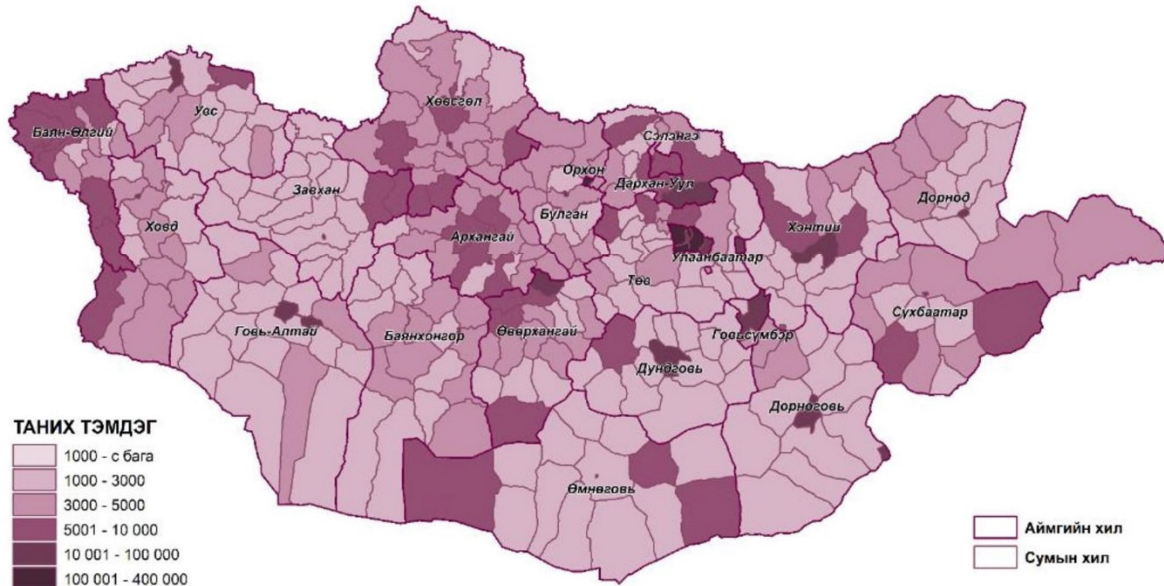 Хөвсгөл
Увс
Баян-Өлгий
Сэлэнгэ
Орхон
Завхан
Дархан-Уул
Дорнод
Булган
Ховд
Хэнтий
Архангай
Улаанбаатар
Төв
Сүхбаатар
Говь-Алтай
Баянхонгор
Өвөрхангай
Говьсүмбэр
Дундговь
Дорноговь
Өмнөговь
ТАНИХ ТЭМДЭГ
1000 - с бага
1000 - 3000
3000 - 5000
5001 - 10 000
10 001 - 100 000
100 001 - 400 000
Аймгийн хил
Сумын хил